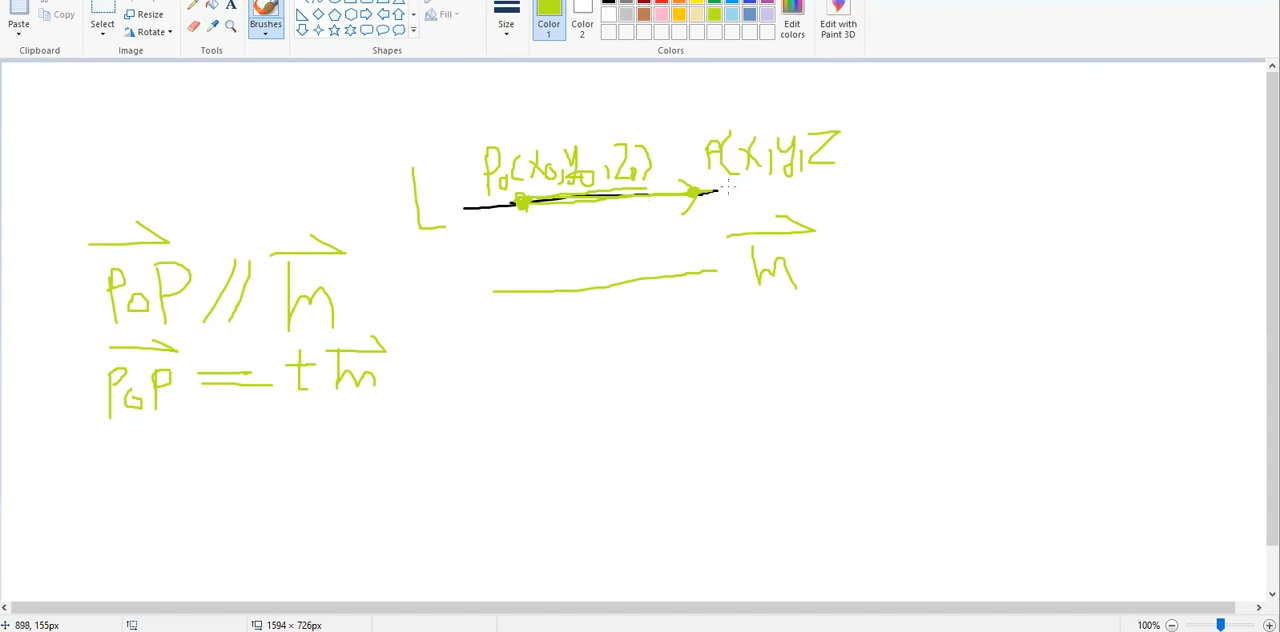 Paste
Copy
Select
Resize
Rotate
Brushes
Size
Color 1
Color 2
Edit colors
Edit with Paint 3D
Fill
Clipboard
Image
Tools
Shapes
Colors
P₀(x₀,y₀,z₀) P(x,y,z
L
P₀P // m
m
P₀P = t m
898, 155px
1594 × 726px
100%